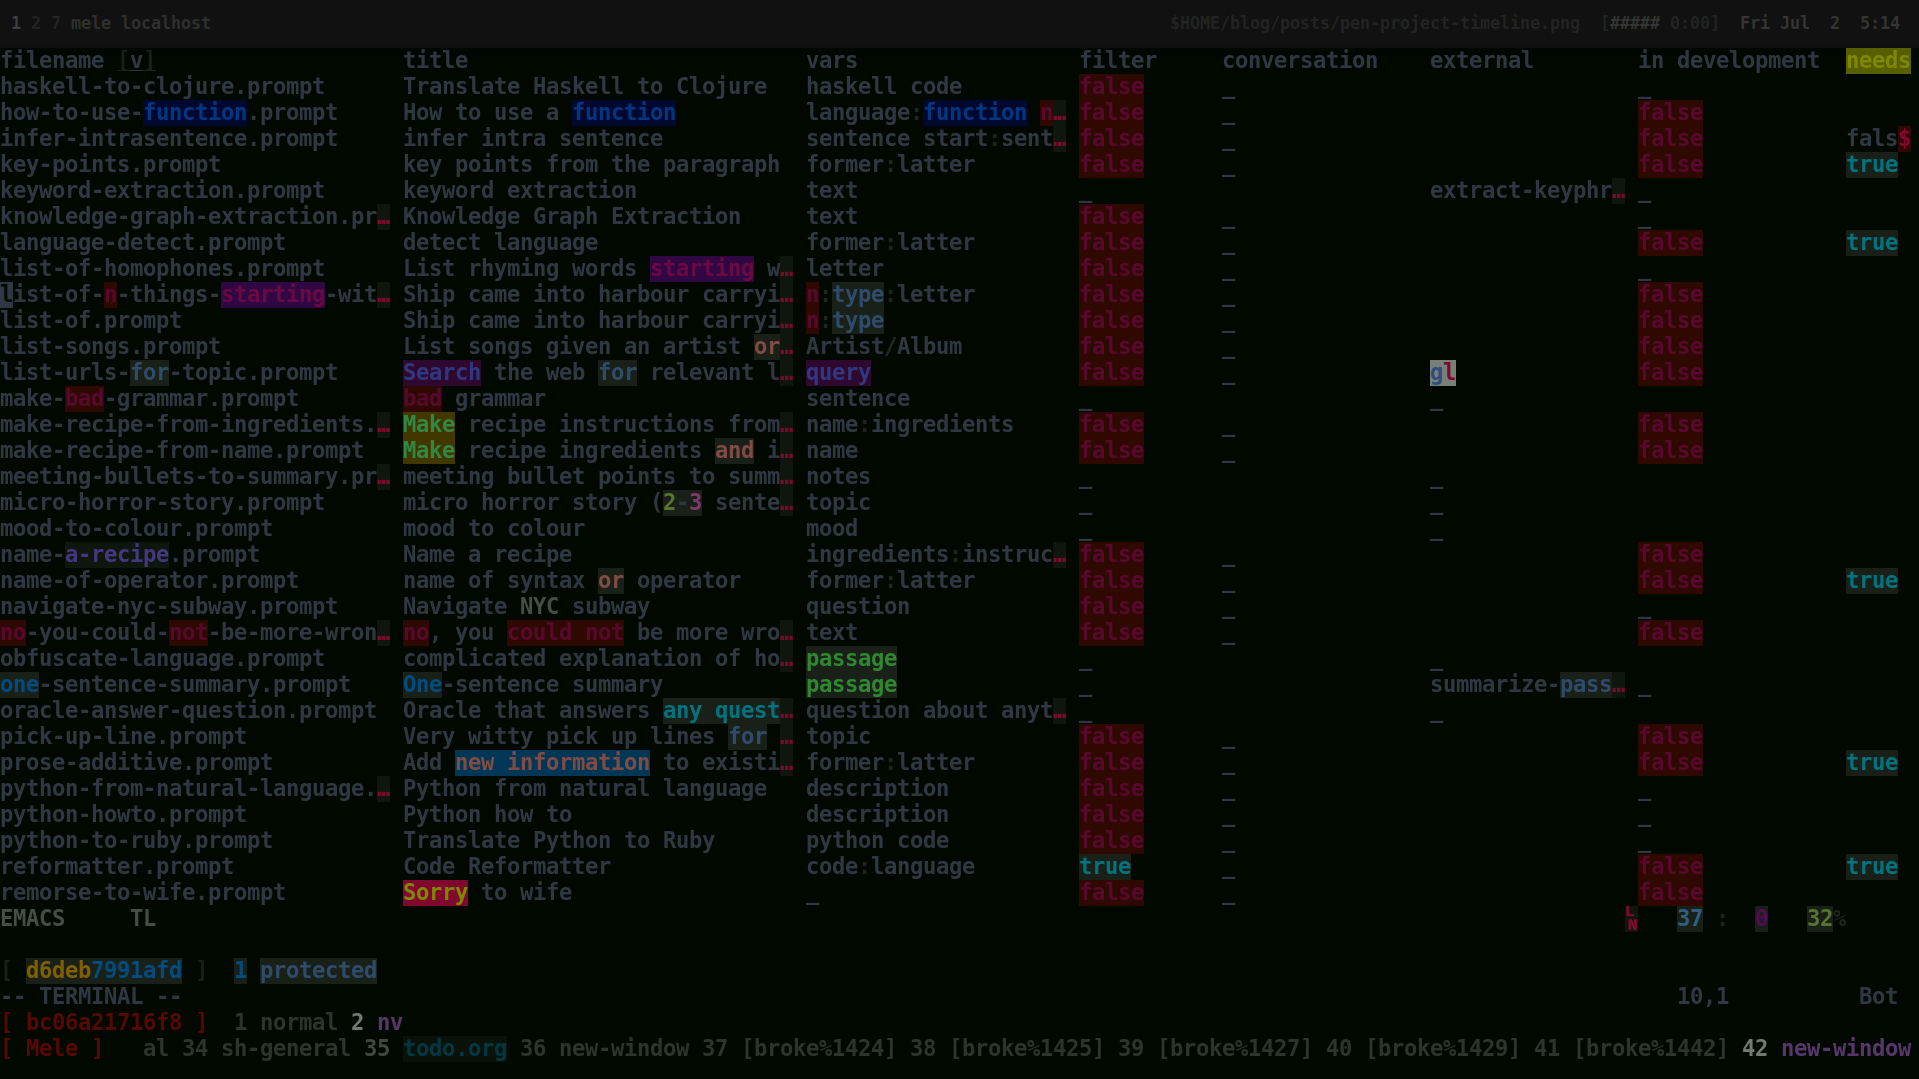 1 2 7 mele localhost $HOME/blog/posts/pen-project-timeline.png [##### 0:00] Fri Jul 2 5:14
filename [v] title vars filter conversation external in development needs
haskell-to-clojure.prompt Translate Haskell to Clojure haskell code false _ _
how-to-use-function.prompt How to use a function language:function n… false _ false
infer-intrasentence.prompt infer intra sentence sentence start:sent… false _ false fals$
key-points.prompt key points from the paragraph former:latter false _ false true
keyword-extraction.prompt keyword extraction text _ extract-keyphr… _
knowledge-graph-extraction.pr… Knowledge Graph Extraction text false _ _
language-detect.prompt detect language former:latter false _ false true
list-of-homophones.prompt List rhyming words starting w… letter false _ _
list-of-n-things-starting-wit… Ship came into harbour carryi… n:type:letter false _ false
list-of.prompt Ship came into harbour carryi… n:type false _ false
list-songs.prompt List songs given an artist or… Artist/Album false _ false
list-urls-for-topic.prompt Search the web for relevant l… query false _ gl false
make-bad-grammar.prompt bad grammar sentence _ _
make-recipe-from-ingredients.… Make recipe instructions from… name:ingredients false _ false
make-recipe-from-name.prompt Make recipe ingredients and i… name false _ false
meeting-bullets-to-summary.pr… meeting bullet points to summ… notes _ _
micro-horror-story.prompt micro horror story (2-3 sente… topic _ _
mood-to-colour.prompt mood to colour mood _ _
name-a-recipe.prompt Name a recipe ingredients:instruc… false _ false
name-of-operator.prompt name of syntax or operator former:latter false _ false true
navigate-nyc-subway.prompt Navigate NYC subway question false _ _
no-you-could-not-be-more-wron… no, you could not be more wro… text false _ false
obfuscate-language.prompt complicated explanation of ho… passage _ _
one-sentence-summary.prompt One-sentence summary passage _ summarize-pass… _
oracle-answer-question.prompt Oracle that answers any quest… question about anyt… _ _
pick-up-line.prompt Very witty pick up lines for … topic false _ false
prose-additive.prompt Add new information to existi… former:latter false _ false true
python-from-natural-language.… Python from natural language description false _ _
python-howto.prompt Python how to description false _ _
python-to-ruby.prompt Translate Python to Ruby python code false _ _
reformatter.prompt Code Reformatter code:language true _ false true
remorse-to-wife.prompt Sorry to wife _ false _ false
EMACS TL LN 37 : 0 32%
[ d6deb7991afd ] 1 protected
-- TERMINAL -- 10,1 Bot
[ bc06a21716f8 ] 1 normal 2 nv
[ Mele ] al 34 sh-general 35 todo.org 36 new-window 37 [broke%1424] 38 [broke%1425] 39 [broke%1427] 40 [broke%1429] 41 [broke%1442] 42 new-window